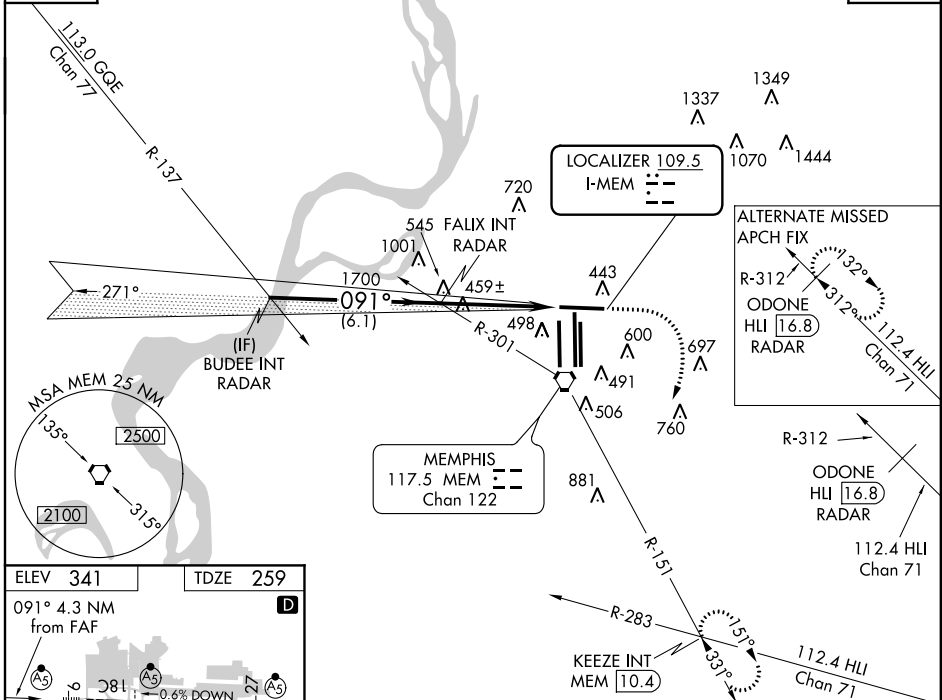 113.0 GQE
Chan 77
R-137
271°
1700
091°
(6.1)
(IF)
BUDEE INT
RADAR
545
1001
720
FALIX INT
RADAR
459±
R-301
498
443
600
491
506
697
760
881
LOCALIZER 109.5
I-MEM
1337
1349
1070
1444
ALTERNATE MISSED
APCH FIX
R-312
132°
312°
ODONE
HLI 16.8
RADAR
112.4 HLI
Chan 71
R-312
ODONE
HLI 16.8
RADAR
112.4 HLI
Chan 71
MEMPHIS
117.5 MEM
Chan 122
MSA MEM 25 NM
135°
2500
2100
315°
R-151
R-283
151°
331°
KEEZE INT
MEM 10.4
112.4 HLI
Chan 71
ELEV 341
TDZE 259
D
091° 4.3 NM
from FAF
A5
A5
A5
9
18C
0.6% DOWN
27